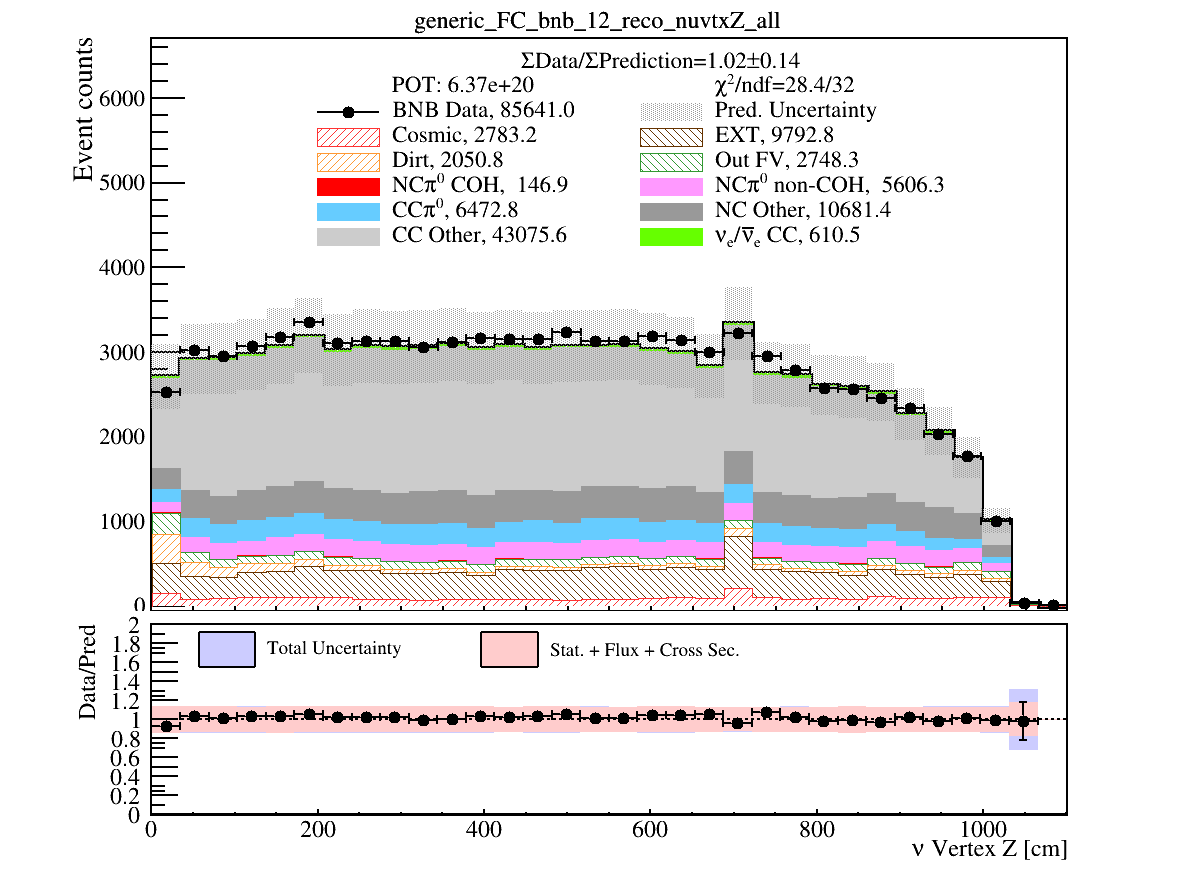 generic_FC_bnb_12_reco_nuvtxZ_all
ΣData/ΣPrediction=1.02±0.14
POT: 6.37e+20
χ²/ndf=28.4/32
BNB Data, 85641.0
Pred. Uncertainty
Cosmic, 2783.2
EXT, 9792.8
Dirt, 2050.8
Out FV, 2748.3
NCπ⁰ COH, 146.9
NCπ⁰ non-COH, 5606.3
CCπ⁰, 6472.8
NC Other, 10681.4
CC Other, 43075.6
νₑ/ν̅ₑ CC, 610.5
Event counts
6000
5000
4000
3000
2000
1000
0
Total Uncertainty
Stat. + Flux + Cross Sec.
Data/Pred
2
1.8
1.6
1.4
1.2
1
0.8
0.6
0.4
0.2
0
0 200 400 600 800 1000
ν Vertex Z [cm]